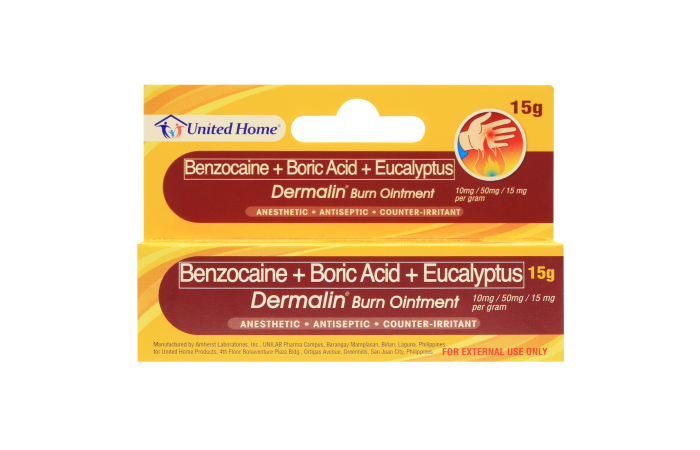 15g
United Home®
Benzocaine + Boric Acid + Eucalyptus
Dermalin® Burn Ointment
10mg / 50mg / 15 mg
per gram
ANESTHETIC • ANTISEPTIC • COUNTER-IRRITANT
Benzocaine + Boric Acid + Eucalyptus 15g
Dermalin® Burn Ointment
10mg / 50mg / 15 mg
per gram
ANESTHETIC • ANTISEPTIC • COUNTER-IRRITANT
Manufactured by Amherst Laboratories, Inc., UNILAB Pharma Campus, Barangay Mamplasan, Biñan, Laguna, Philippines
for United Home Products, 4th Floor Bonaventure Plaza Bldg., Ortigas Avenue, Greenhills, San Juan City, Philippines
FOR EXTERNAL USE ONLY